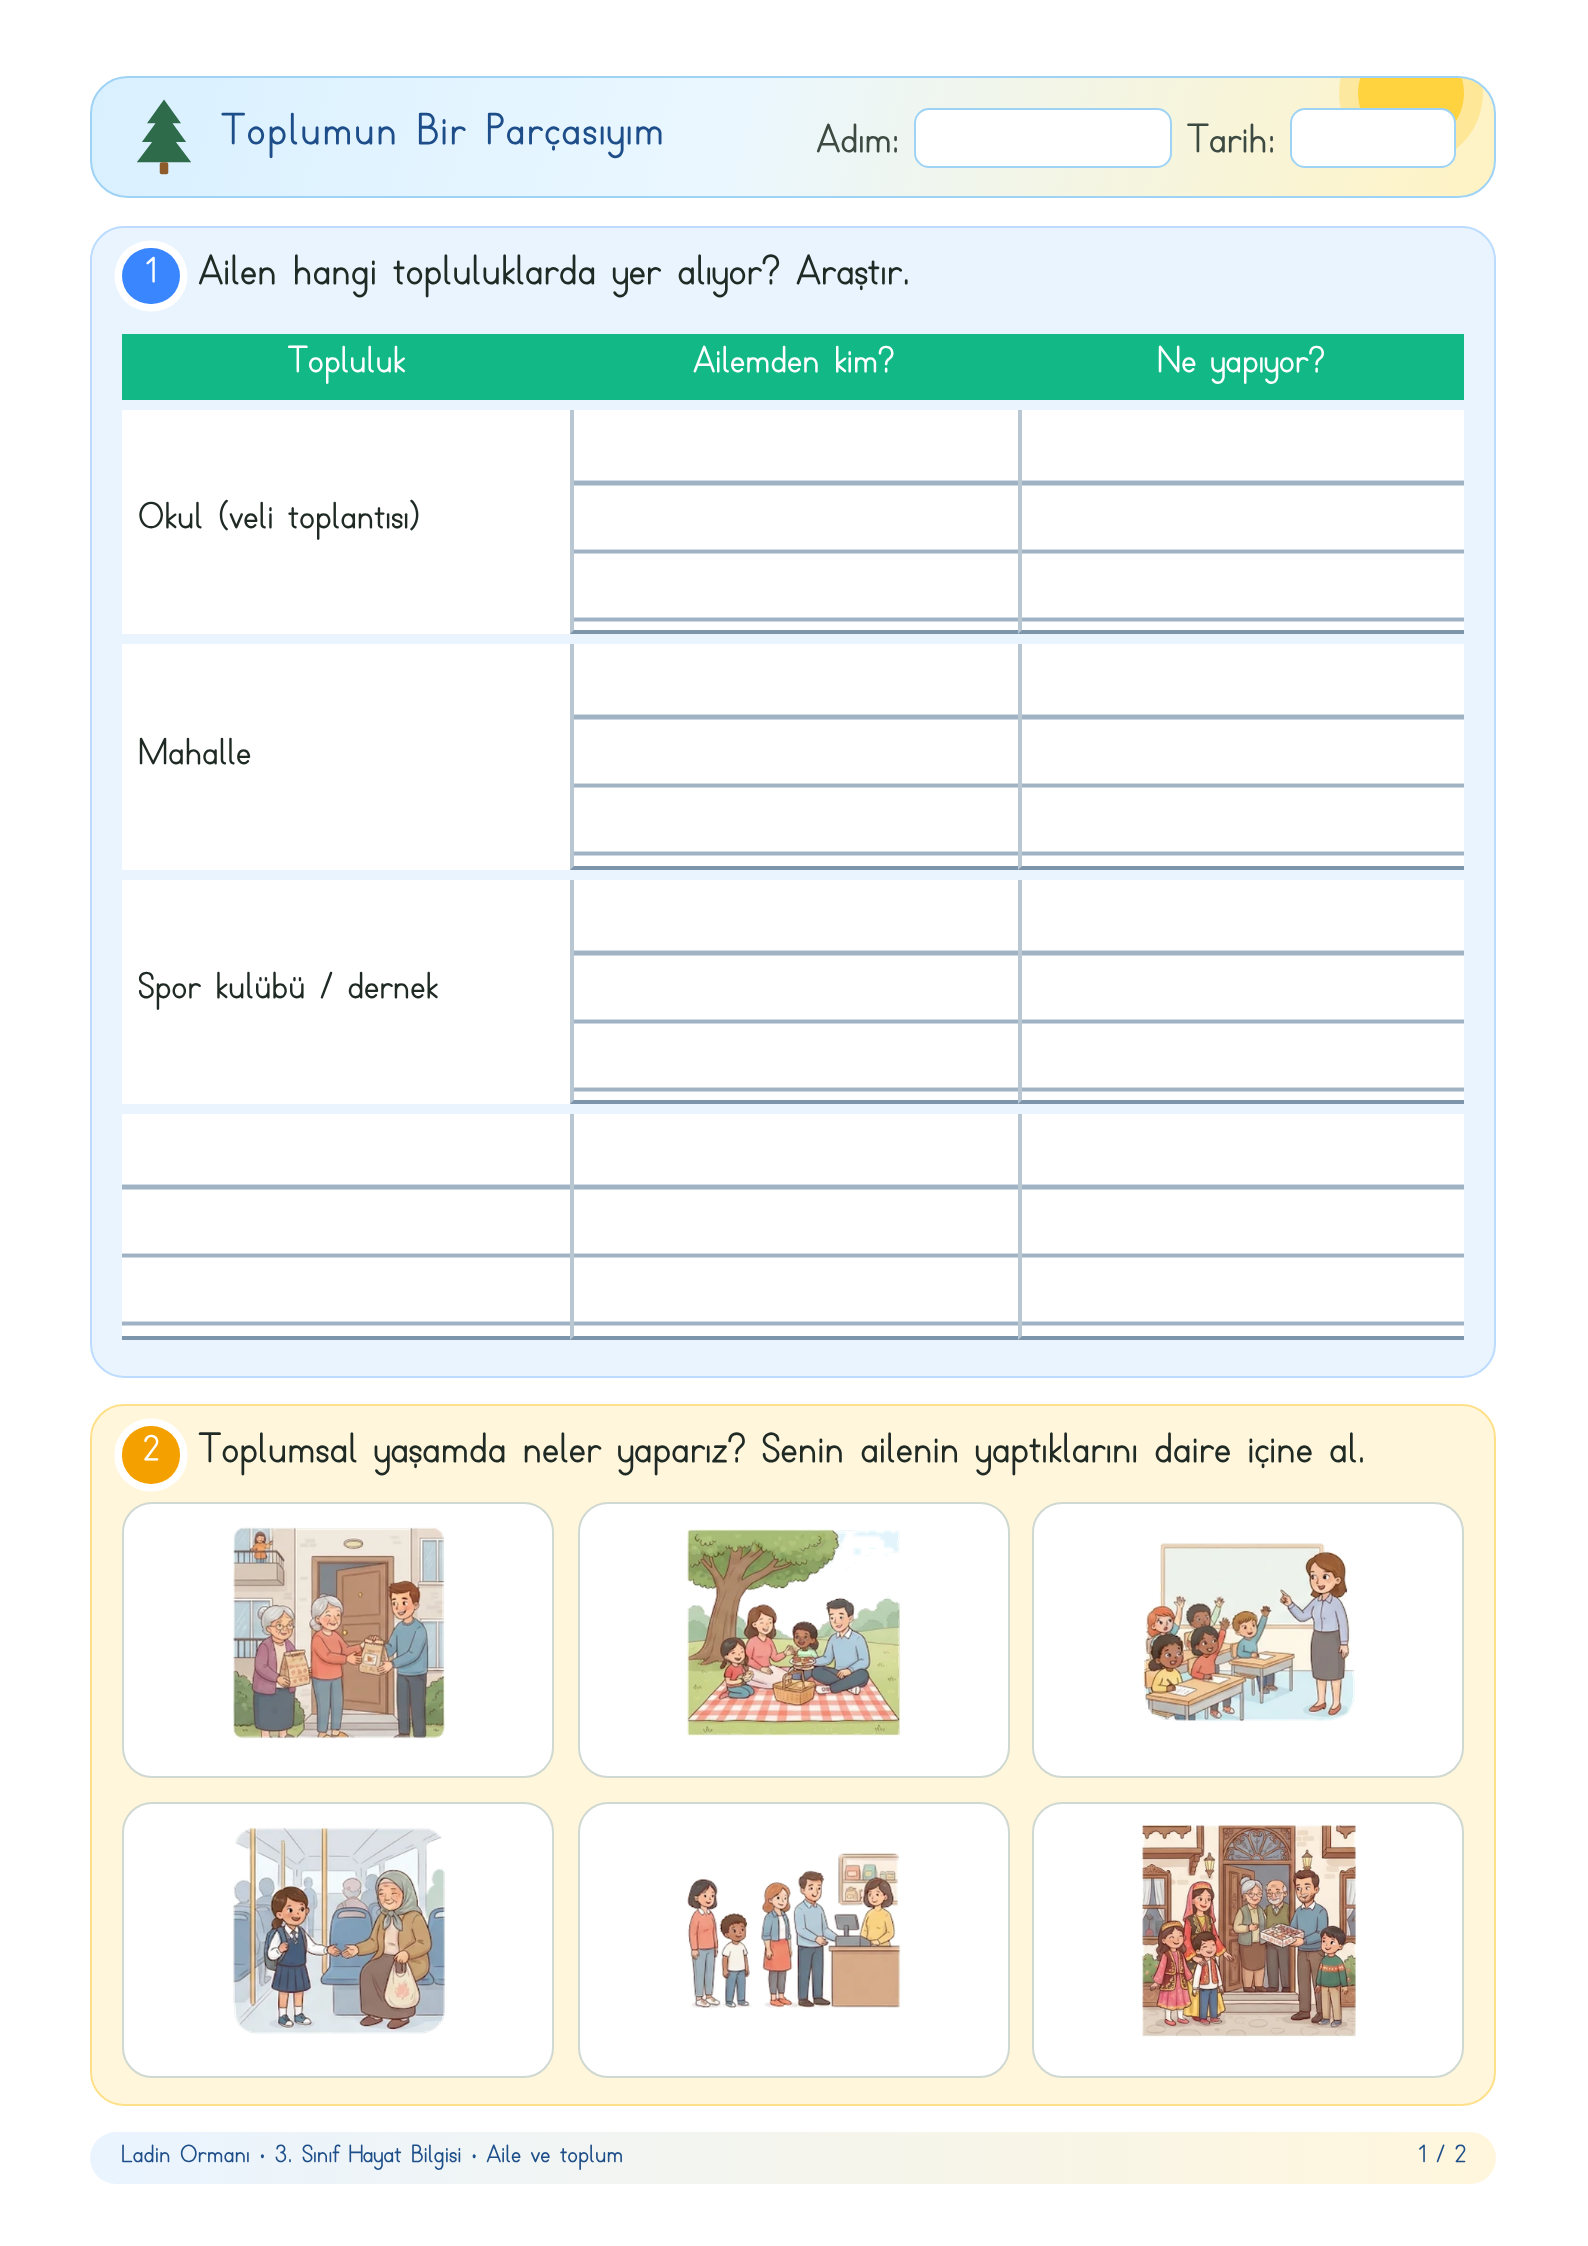 Toplumun Bir Parçasıyım
Adım:
Tarih:
1 Ailen hangi topluluklarda yer alıyor? Araştır.
Topluluk Ailemden kim? Ne yapıyor?
Okul (veli toplantısı)
Mahalle
Spor kulübü / dernek
2 Toplumsal yaşamda neler yaparız? Senin ailenin yaptıklarını daire içine al.
Ladin Ormanı • 3. Sınıf Hayat Bilgisi • Aile ve toplum
1 / 2